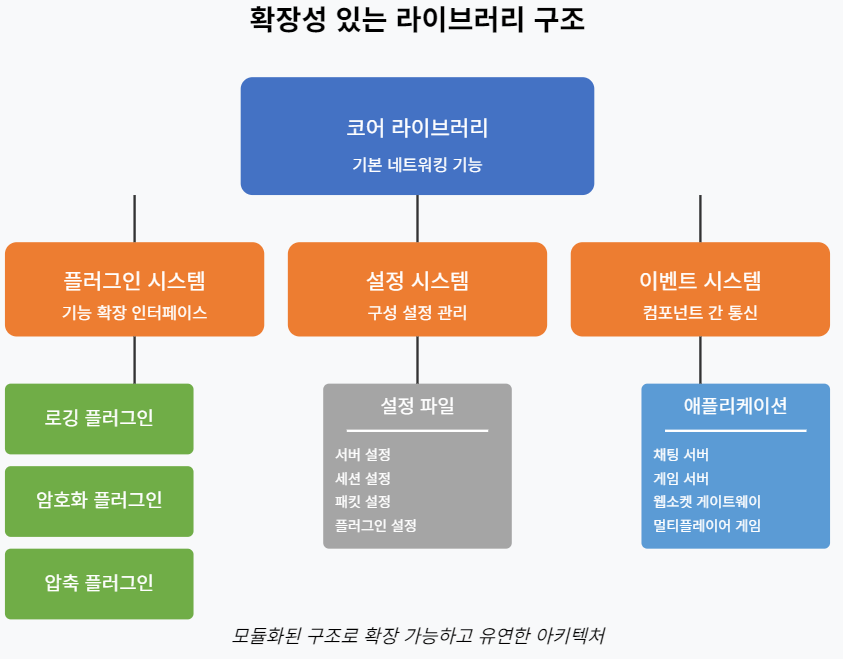 확장성 있는 라이브러리 구조
코어 라이브러리
기본 네트워킹 기능
플러그인 시스템
기능 확장 인터페이스
설정 시스템
구성 설정 관리
이벤트 시스템
컴포넌트 간 통신
로깅 플러그인
암호화 플러그인
압축 플러그인
설정 파일
서버 설정
세션 설정
패킷 설정
플러그인 설정
애플리케이션
채팅 서버
게임 서버
웹소켓 게이트웨이
멀티플레이어 게임
모듈화된 구조로 확장 가능하고 유연한 아키텍처